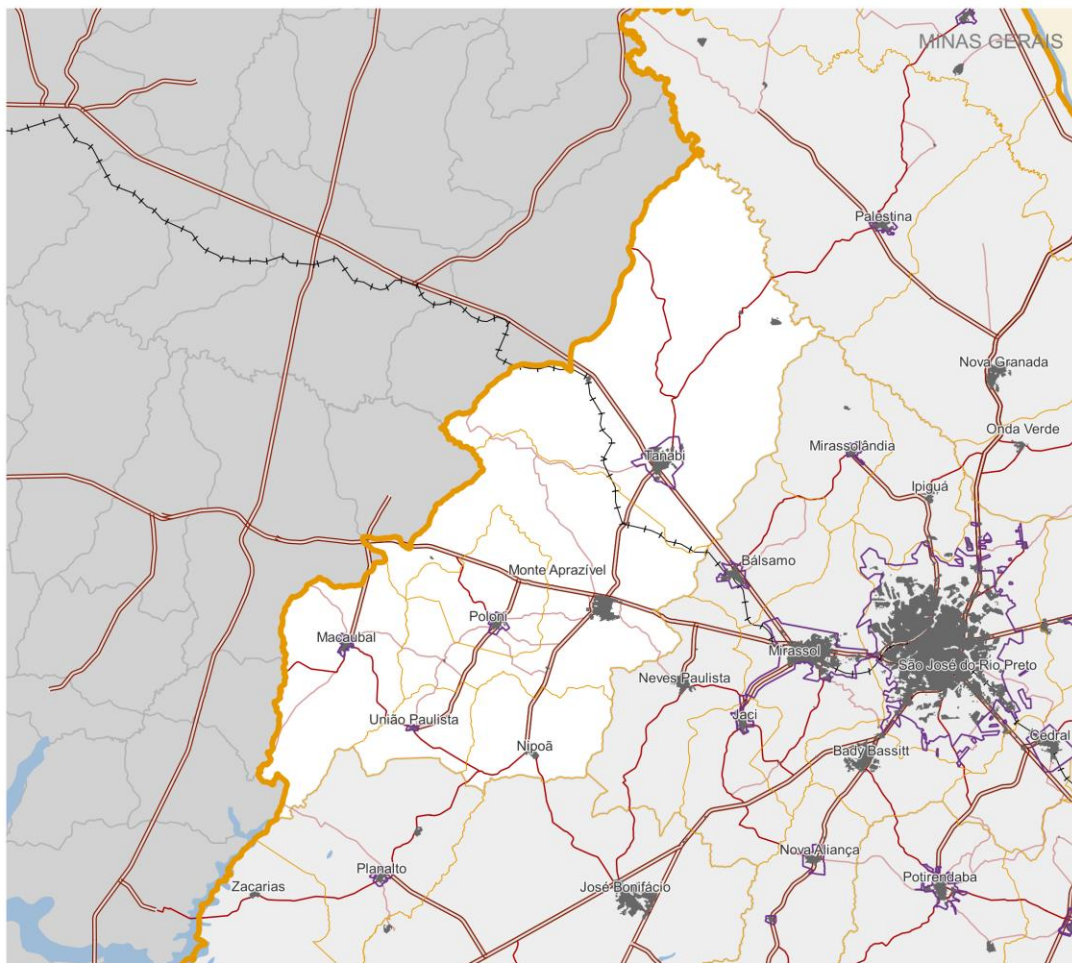 MINAS GERAIS
Palestina
Nova Granada
Onda Verde
Mirassolândia
Tanabi
Ipiguá
Bálsamo
Monte Aprazível
Poloni
Macaubal
Mirassol
São José do Rio Preto
Neves Paulista
Jaci
União Paulista
Nipoã
Cedral
Bady Bassitt
Nova Aliança
Planalto
Potirendaba
Zacarias
José Bonifácio